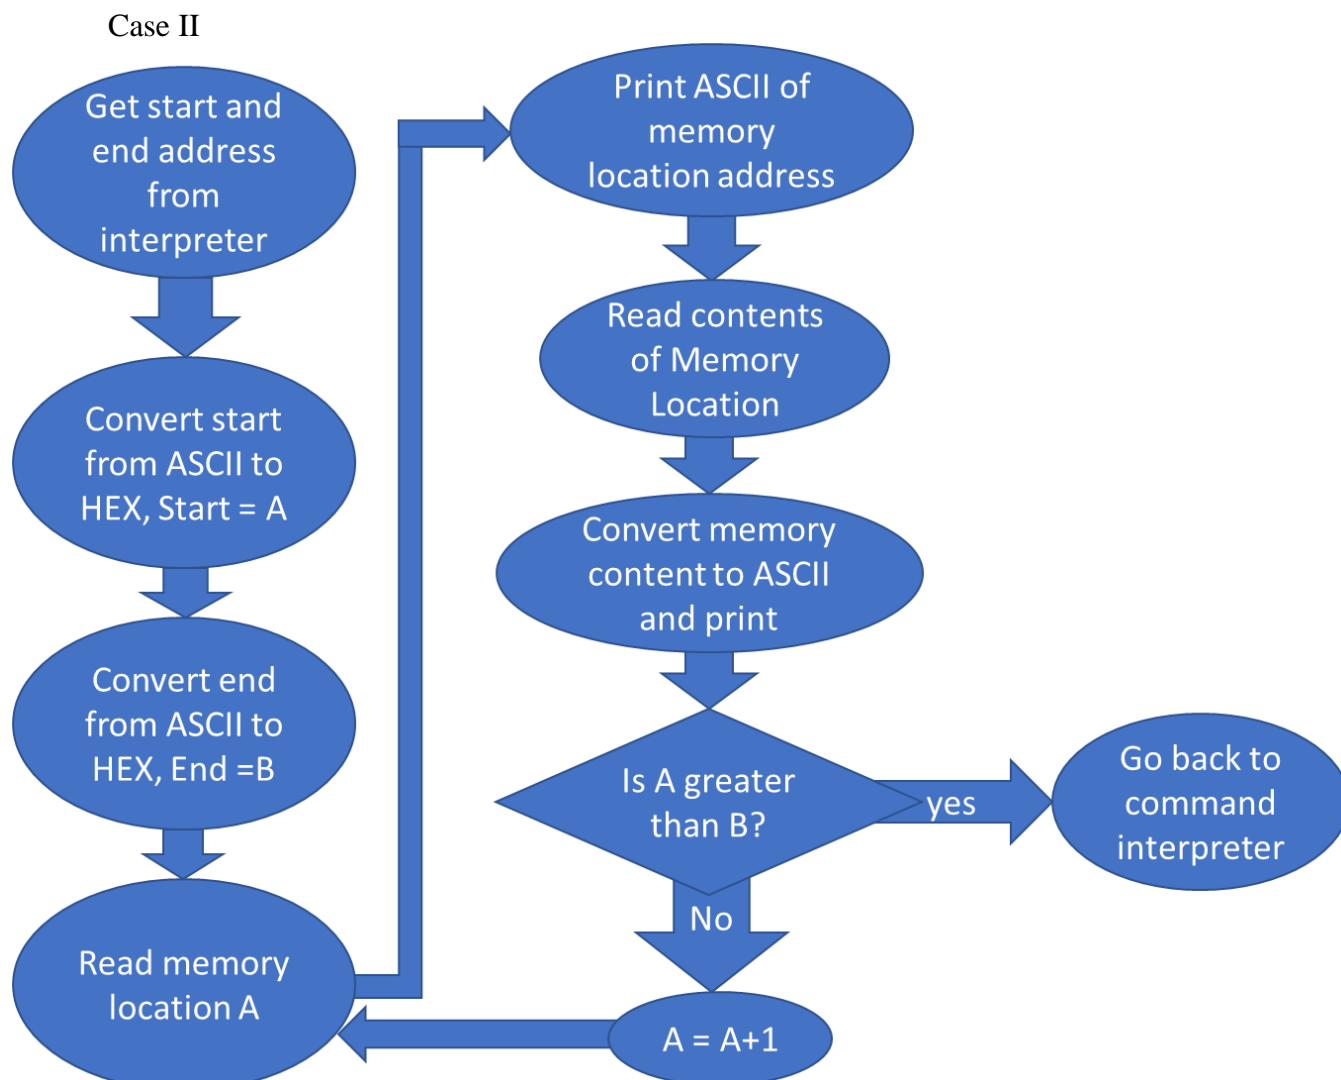 Case II
Get start and
end address
from
interpreter
Convert start
from ASCII to
HEX, Start = A
Convert end
from ASCII to
HEX, End =B
Read memory
location A
Print ASCII of
memory
location address
Read contents
of Memory
Location
Convert memory
content to ASCII
and print
Is A greater
than B?
yes
Go back to
command
interpreter
No
A = A+1